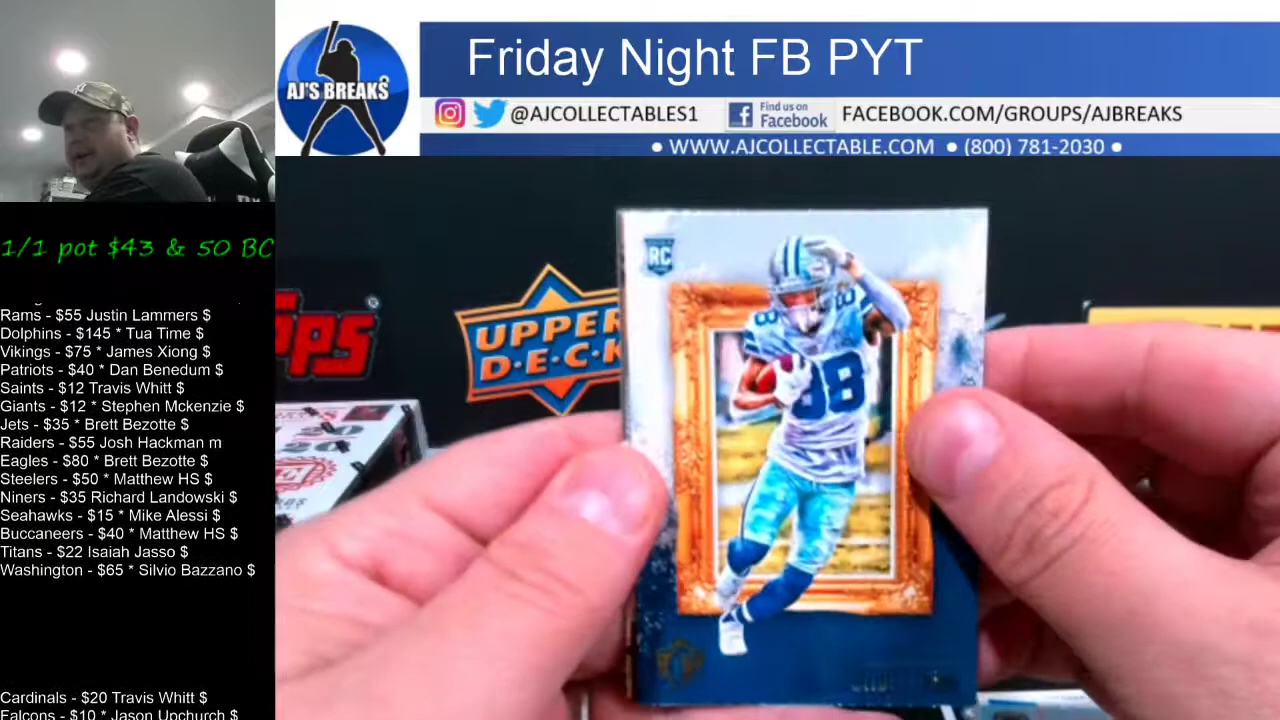 Friday Night FB PYT
AJ'S BREAKS
@AJCOLLECTABLES1
Find us on
Facebook
FACEBOOK.COM/GROUPS/AJBREAKS
• WWW.AJCOLLECTABLE.COM • (800) 781-2030 •
1/1 pot $43 & 50 BC
Rams - $55 Justin Lammers $
Dolphins - $145 * Tua Time $
Vikings - $75 * James Xiong $
Patriots - $40 * Dan Benedum $
Saints - $12 Travis Whitt $
Giants - $12 * Stephen Mckenzie $
Jets - $35 * Brett Bezotte $
Raiders - $55 Josh Hackman m
Eagles - $80 * Brett Bezotte $
Steelers - $50 * Matthew HS $
Niners - $35 Richard Landowski $
Seahawks - $15 * Mike Alessi $
Buccaneers - $40 * Matthew HS $
Titans - $22 Isaiah Jasso $
Washington - $65 * Silvio Bazzano $
Cardinals - $20 Travis Whitt $
Falcons - $10 * Jason Upchurch $
UPPER
D·E·C·K
RC
88